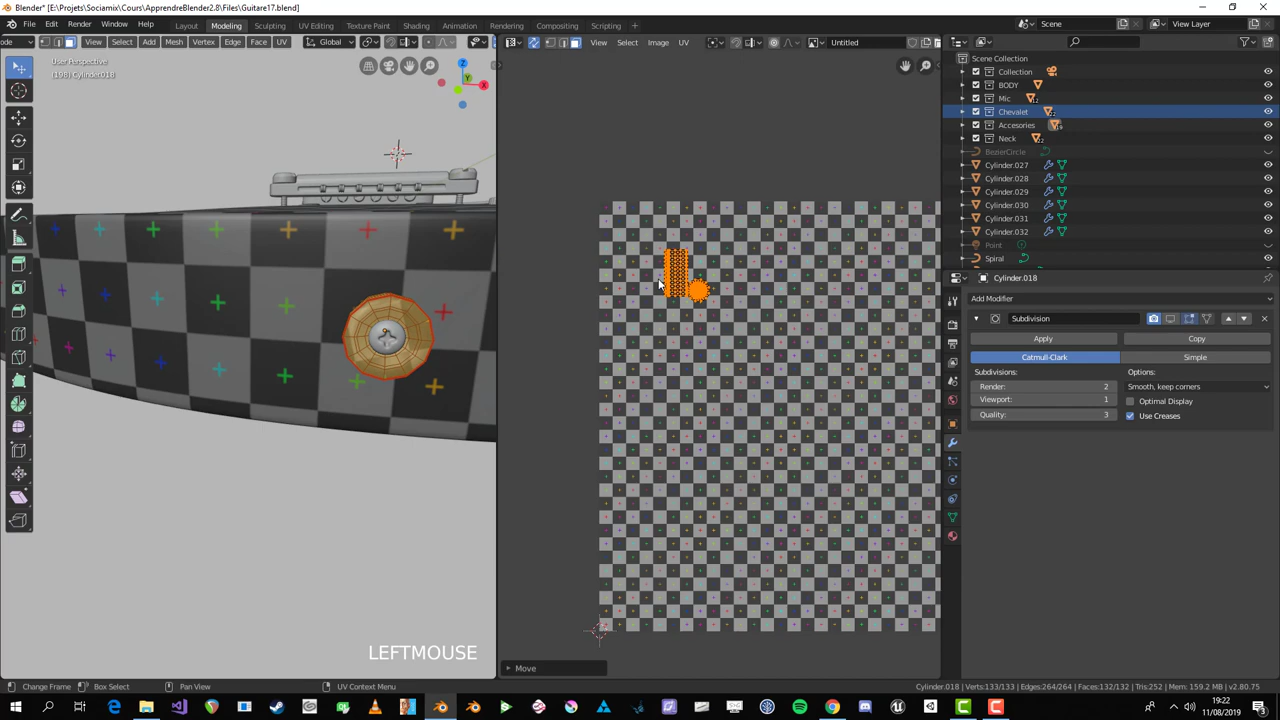 Blender* [E:\Projets\Sociamix\Cours\ApprendreBlender2.8\Files\Guitare17.blend]
File Edit Render Window Help Layout Modeling Sculpting UV Editing Texture Paint Shading Animation Rendering Compositing Scripting Scene View Layer
ode View Select Add Mesh Vertex Edge Face UV Global View Select Image UV Untitled
User Perspective
(198) Cylinder.018
X
Y
Z
Scene Collection
Collection
BODY
Mic
Chevalet
Accesories
Neck
BezierCircle
Cylinder.027
Cylinder.028
Cylinder.029
Cylinder.030
Cylinder.031
Cylinder.032
Point
Spiral
Cylinder.018
Add Modifier
Subdivision
Apply Copy
Catmull-Clark Simple
Subdivisions: Options:
Render: 2 Smooth, keep corners
Viewport: 1 Optimal Display
Quality: 3 Use Creases
LEFTMOUSE
Move
Change Frame Box Select Pan View UV Context Menu Cylinder.018 | Verts:133/133 | Edges:264/264 | Faces:132/132 | Tris:252 | Mem: 159.2 MB | v2.80.75
19:22
11/08/2019